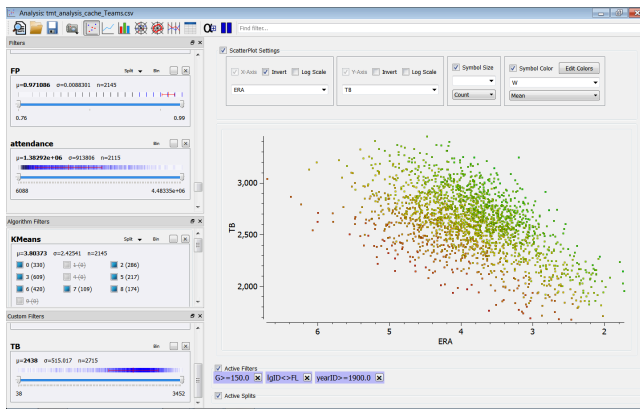 Analysis: tmt_analysis_cache_Teams.csv
Find filter...
Filters
FP Split Bin
μ=0.971086 σ=0.0088301 n=2145
0.76 0.99
attendance Bin
μ=1.38292e+06 σ=913806 n=2115
6088 4.48335e+06
Algorithm Filters
KMeans Split Bin
μ=3.80373 σ=2.42541 n=2145
0 (330) 1 (0) 2 (286)
3 (609) 4 (0) 5 (217)
6 (420) 7 (109) 8 (174)
9 (0)
Custom Filters
TB Bin
μ=2438 σ=515.017 n=2715
38 3452
ScatterPlot Settings
X-Axis Invert Log Scale
ERA
Y-Axis Invert Log Scale
TB
Symbol Size
Count
Symbol Color Edit Colors
W
Mean
3,000
2,500
2,000
TB
6 5 4 3 2
ERA
Active Filters
G>=150.0 lgID<>FL yearID>=1900.0
Active Splits